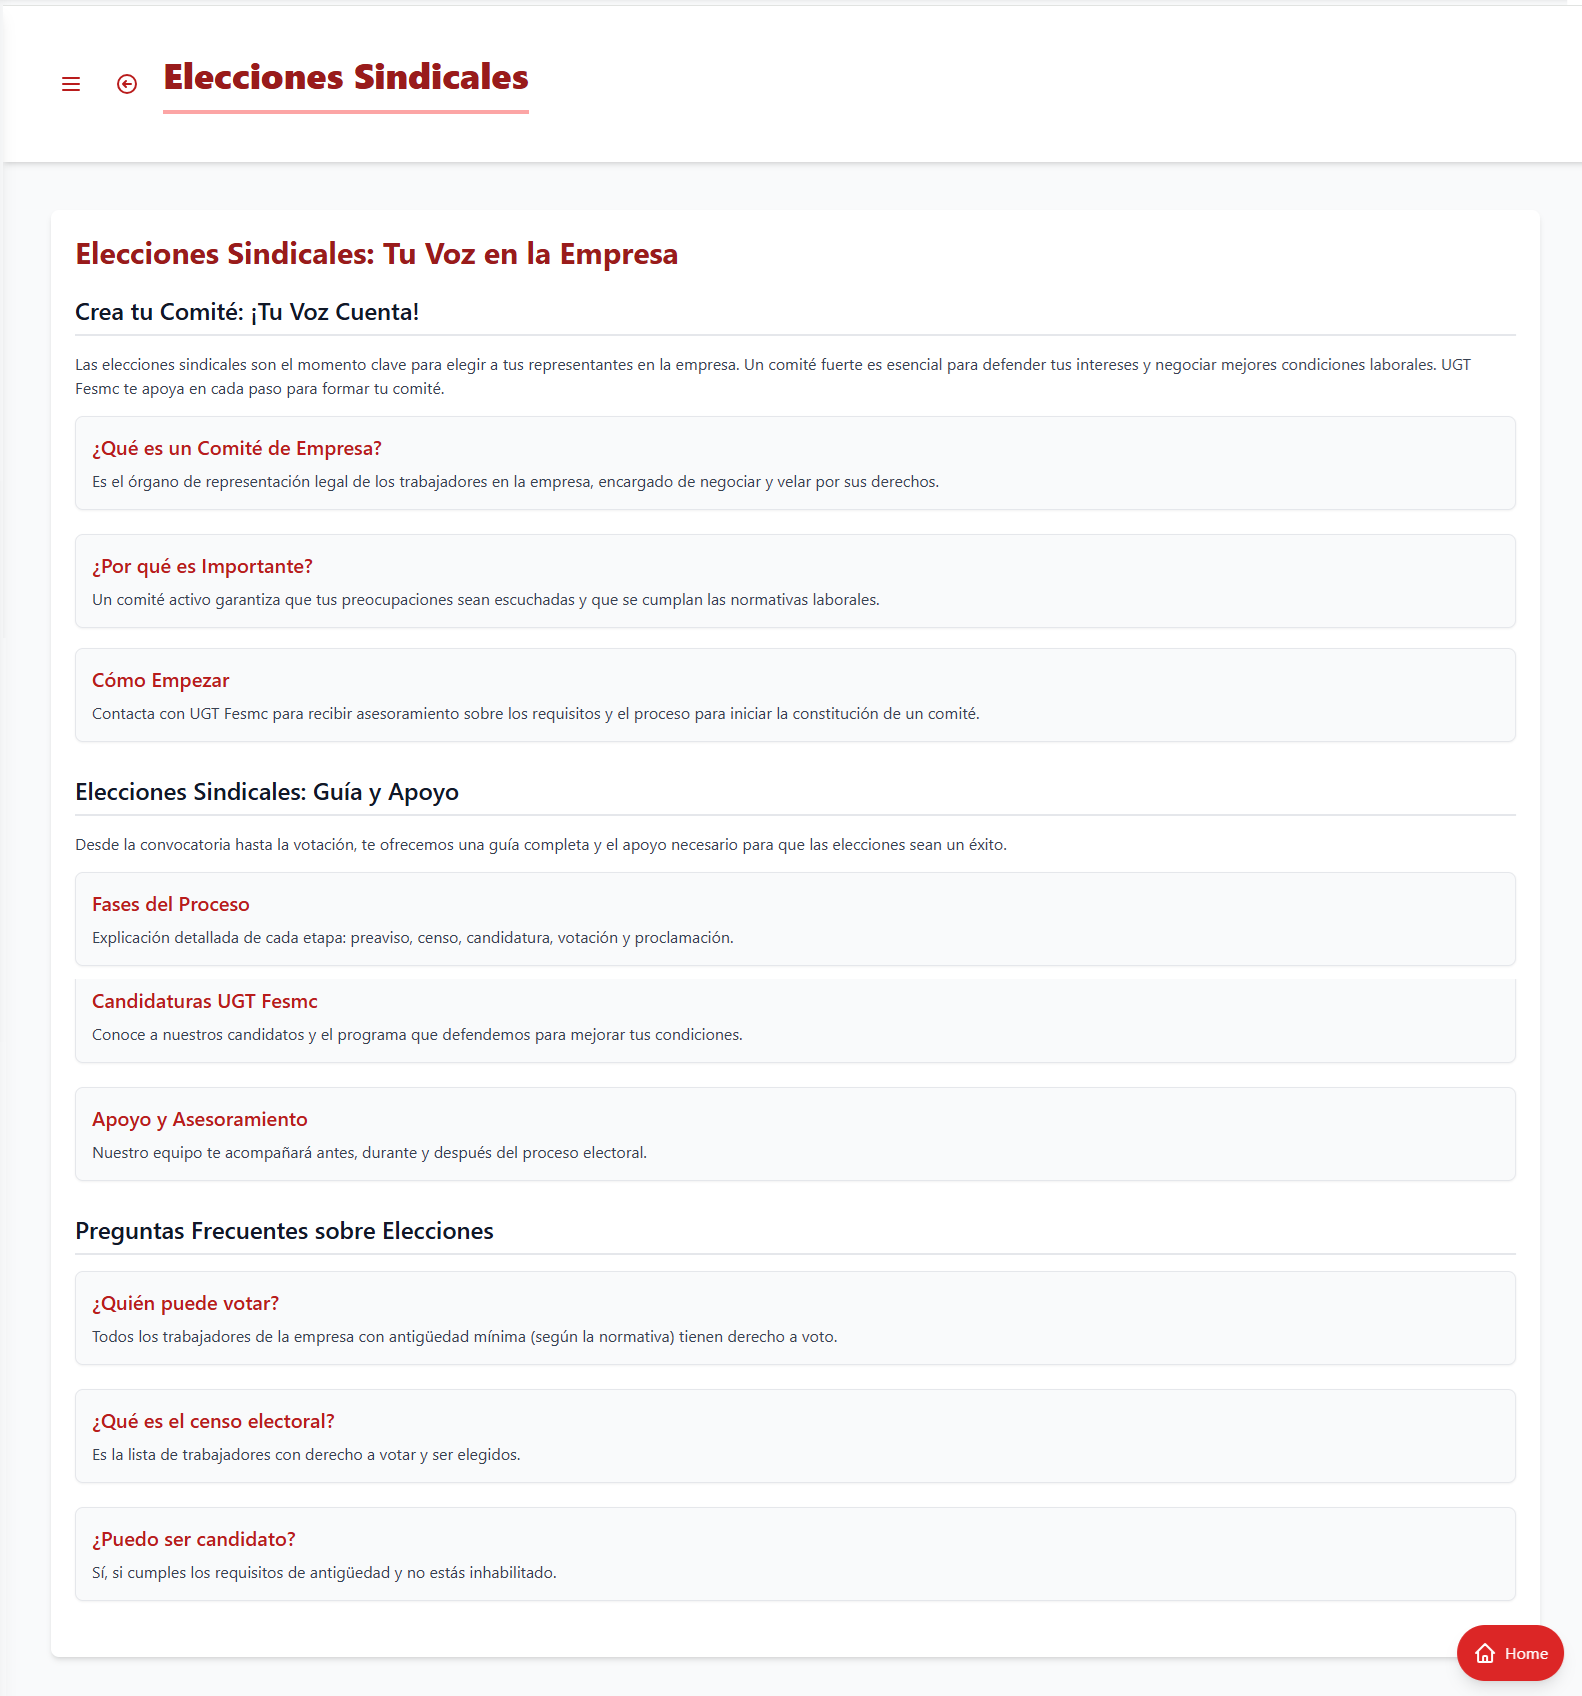 Elecciones Sindicales
Elecciones Sindicales: Tu Voz en la Empresa
Crea tu Comité: ¡Tu Voz Cuenta!
Las elecciones sindicales son el momento clave para elegir a tus representantes en la empresa. Un comité fuerte es esencial para defender tus intereses y negociar mejores condiciones laborales. UGT
Fesmc te apoya en cada paso para formar tu comité.
¿Qué es un Comité de Empresa?
Es el órgano de representación legal de los trabajadores en la empresa, encargado de negociar y velar por sus derechos.
¿Por qué es Importante?
Un comité activo garantiza que tus preocupaciones sean escuchadas y que se cumplan las normativas laborales.
Cómo Empezar
Contacta con UGT Fesmc para recibir asesoramiento sobre los requisitos y el proceso para iniciar la constitución de un comité.
Elecciones Sindicales: Guía y Apoyo
Desde la convocatoria hasta la votación, te ofrecemos una guía completa y el apoyo necesario para que las elecciones sean un éxito.
Fases del Proceso
Explicación detallada de cada etapa: preaviso, censo, candidatura, votación y proclamación.
Candidaturas UGT Fesmc
Conoce a nuestros candidatos y el programa que defendemos para mejorar tus condiciones.
Apoyo y Asesoramiento
Nuestro equipo te acompañará antes, durante y después del proceso electoral.
Preguntas Frecuentes sobre Elecciones
¿Quién puede votar?
Todos los trabajadores de la empresa con antigüedad mínima (según la normativa) tienen derecho a voto.
¿Qué es el censo electoral?
Es la lista de trabajadores con derecho a votar y ser elegidos.
¿Puedo ser candidato?
Sí, si cumples los requisitos de antigüedad y no estás inhabilitado.
Home